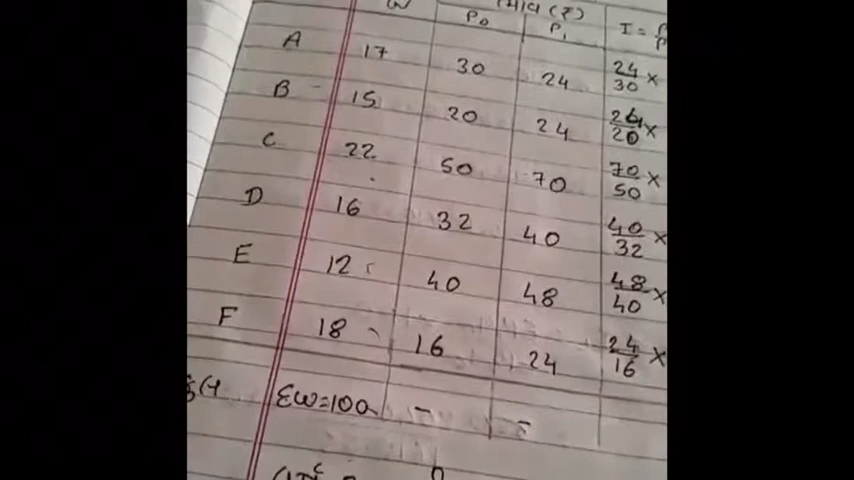 W (₹)
P₀ P₁ I =
A 17 30 24 24/30 ×
B 15 20 24 24/20 ×
C 22 50 70 70/50 ×
D 16 32 40 40/32 ×
E 12 40 48 48/40 ×
F 18 16 24 24/16 ×
Σω=100 - =